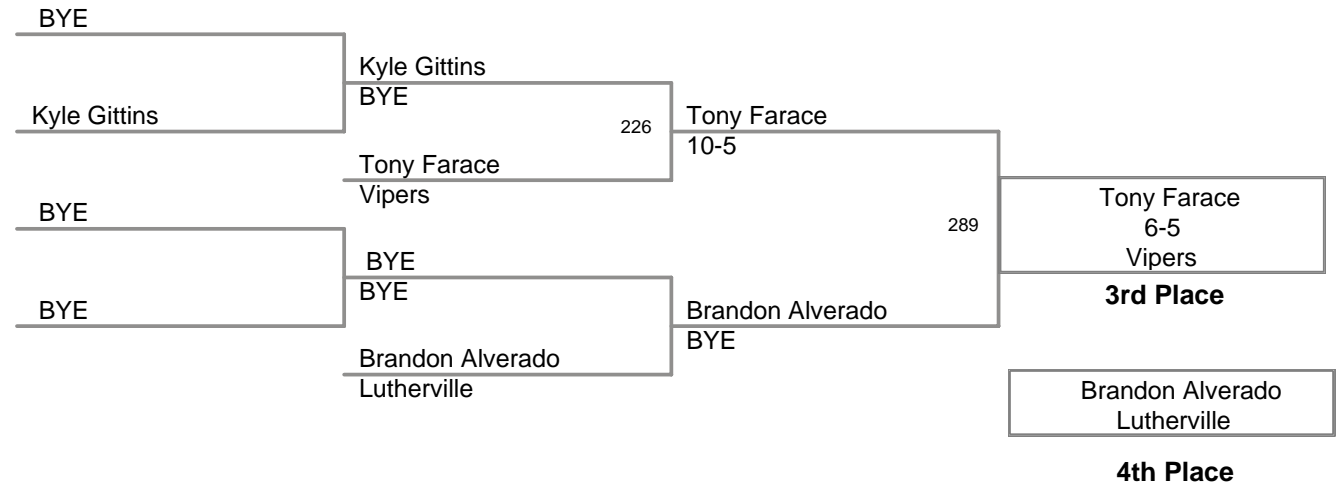 BYE
Kyle Gittins
BYE
Kyle Gittins
226
Tony Farace
10-5
Tony Farace
Vipers
Tony Farace
6-5
Vipers
BYE
289
BYE
BYE
3rd Place
BYE
Brandon Alverado
BYE
Brandon Alverado
Lutherville
Brandon Alverado
Lutherville
4th Place